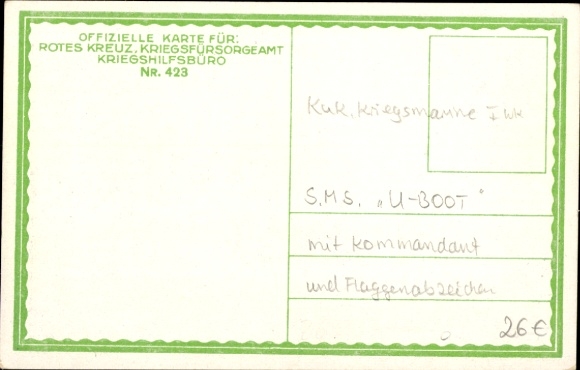 OFFIZIELLE KARTE FÜR:
ROTES KREUZ, KRIEGSFÜRSORGEAMT
KRIEGSHILFSBÜRO
NR. 423
KuK. Kriegsmarine I WK
S.M.S. „U-BOOT"
mit Kommandant
und Flaggenabzeichen
26 €